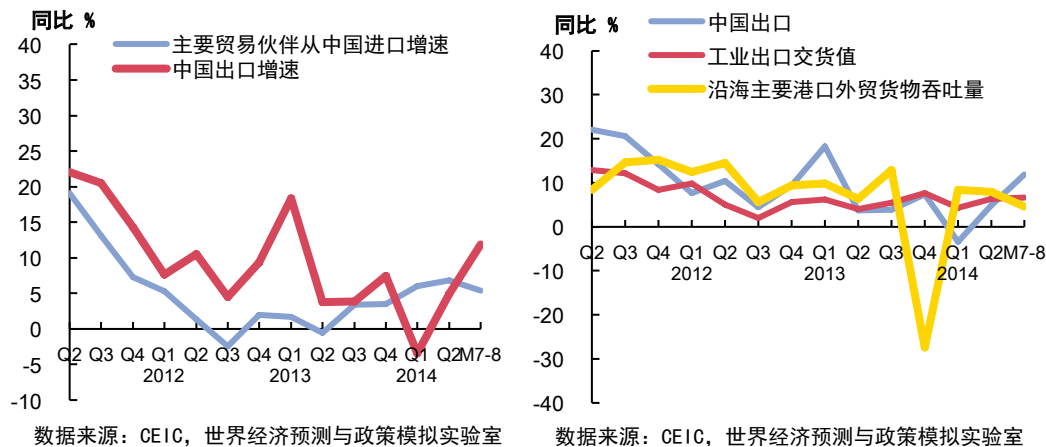 同比 %
主要贸易伙伴从中国进口增速
中国出口增速
40
35
30
25
20
15
10
5
0
-5
-10
Q2 Q3 Q4 Q1 Q2 Q3 Q4 Q1 Q2 Q3 Q4 Q1 Q2 M7-8
2012 2013 2014
数据来源：CEIC，世界经济预测与政策模拟实验室
同比 %
中国出口
工业出口交货值
沿海主要港口外贸货物吞吐量
40
30
20
10
0
-10
-20
-30
-40
Q2 Q3 Q4 Q1 Q2 Q3 Q4 Q1 Q2 Q3 Q4 Q1 Q2 M7-8
2012 2013 2014
数据来源：CEIC，世界经济预测与政策模拟实验室